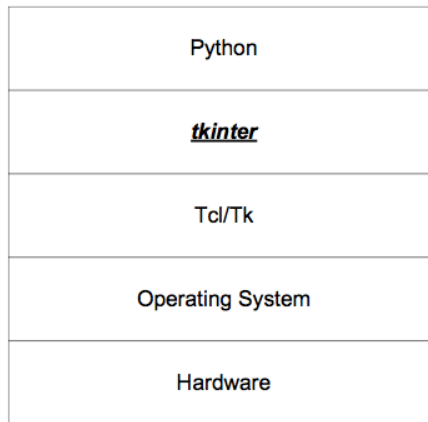 Python
tkinter
Tcl/Tk
Operating System
Hardware